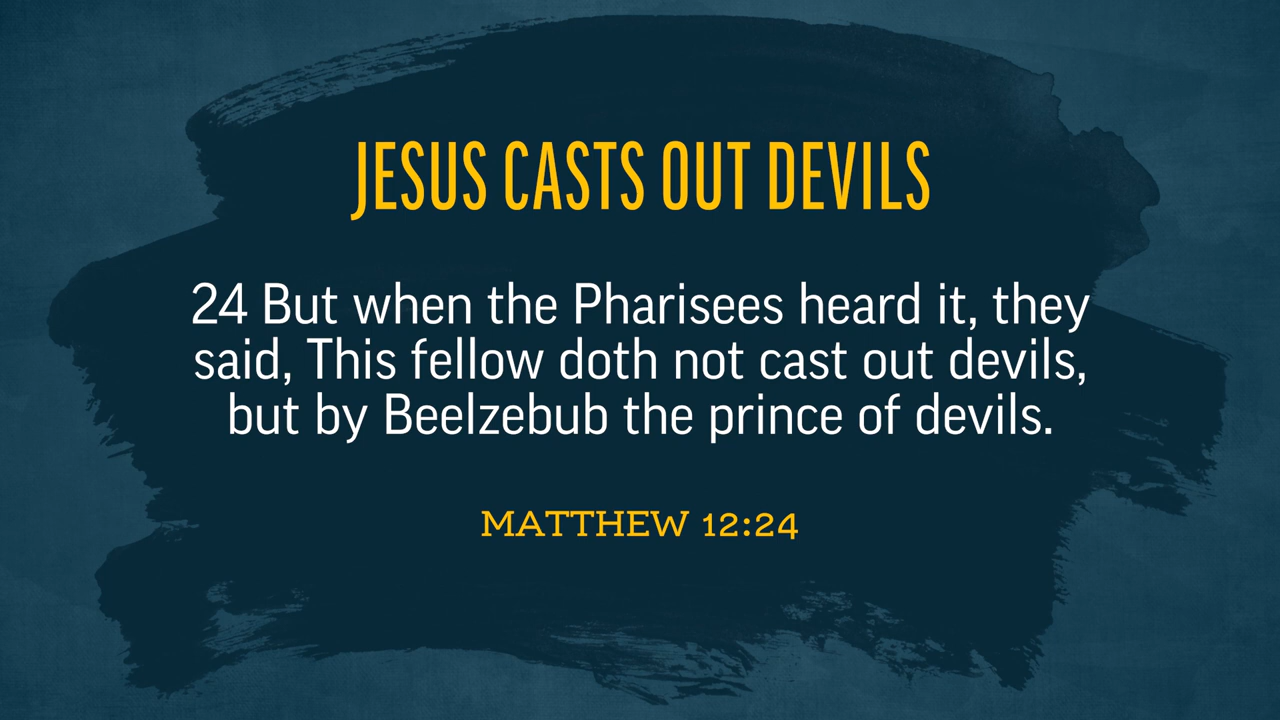 JESUS CASTS OUT DEVILS
24 But when the Pharisees heard it, they
said, This fellow doth not cast out devils,
but by Beelzebub the prince of devils.
MATTHEW 12:24